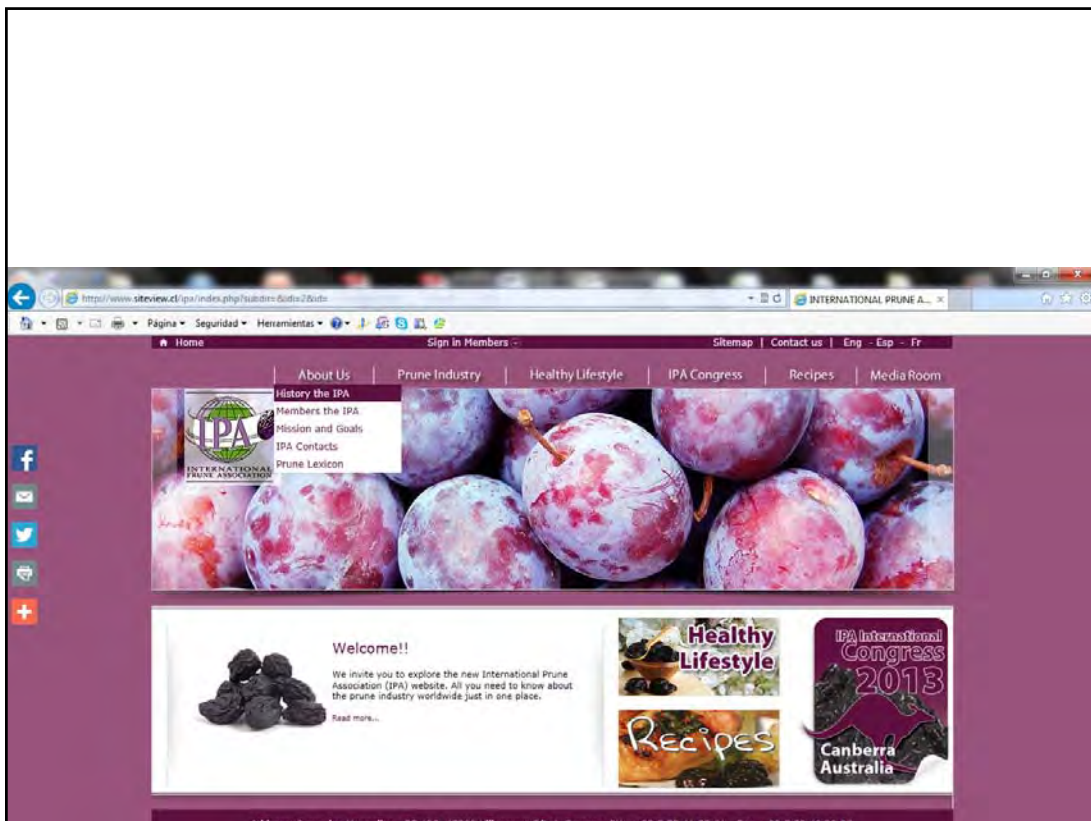 http://www.siteview.cl/ipa/index.php?subdir=&idix=2&id=
INTERNATIONAL PRUNE A...
Página Seguridad Herramientas
Home Sign in Members Sitemap | Contact us | Eng - Esp - Fr
About Us | Prune Industry | Healthy Lifestyle | IPA Congress | Recipes | Media Room
History the IPA
Members the IPA
Mission and Goals
IPA Contacts
Prune Lexicon
IPA
INTERNATIONAL
PRUNE ASSOCIATION
Welcome!!
We invite you to explore the new International Prune
Association (IPA) website. All you need to know about
the prune industry worldwide just in one place.
Read more...
Healthy
Lifestyle
Recipes
IPA International
Congress
2013
Canberra
Australia